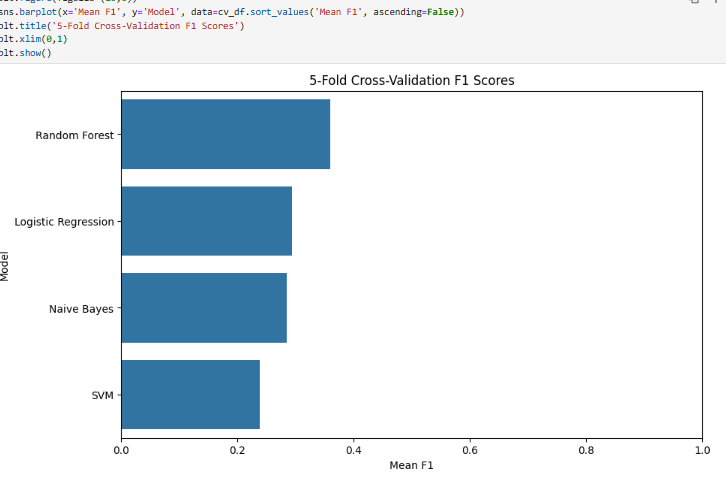 sns.barplot(x='Mean F1', y='Model', data=cv_df.sort_values('Mean F1', ascending=False))
plt.title('5-Fold Cross-Validation F1 Scores')
plt.xlim(0,1)
plt.show()
5-Fold Cross-Validation F1 Scores
Random Forest
Logistic Regression
Naive Bayes
SVM
Model
0.0 0.2 0.4 0.6 0.8 1.0
Mean F1